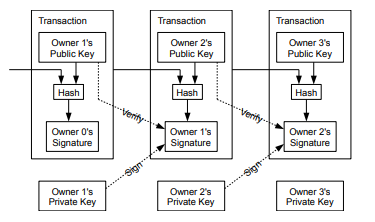 Transaction
Transaction
Transaction
Owner 1's
Public Key
Owner 2's
Public Key
Owner 3's
Public Key
Hash
Hash
Hash
Verify
Verify
Owner 0's
Signature
Owner 1's
Signature
Owner 2's
Signature
Sign
Sign
Owner 1's
Private Key
Owner 2's
Private Key
Owner 3's
Private Key